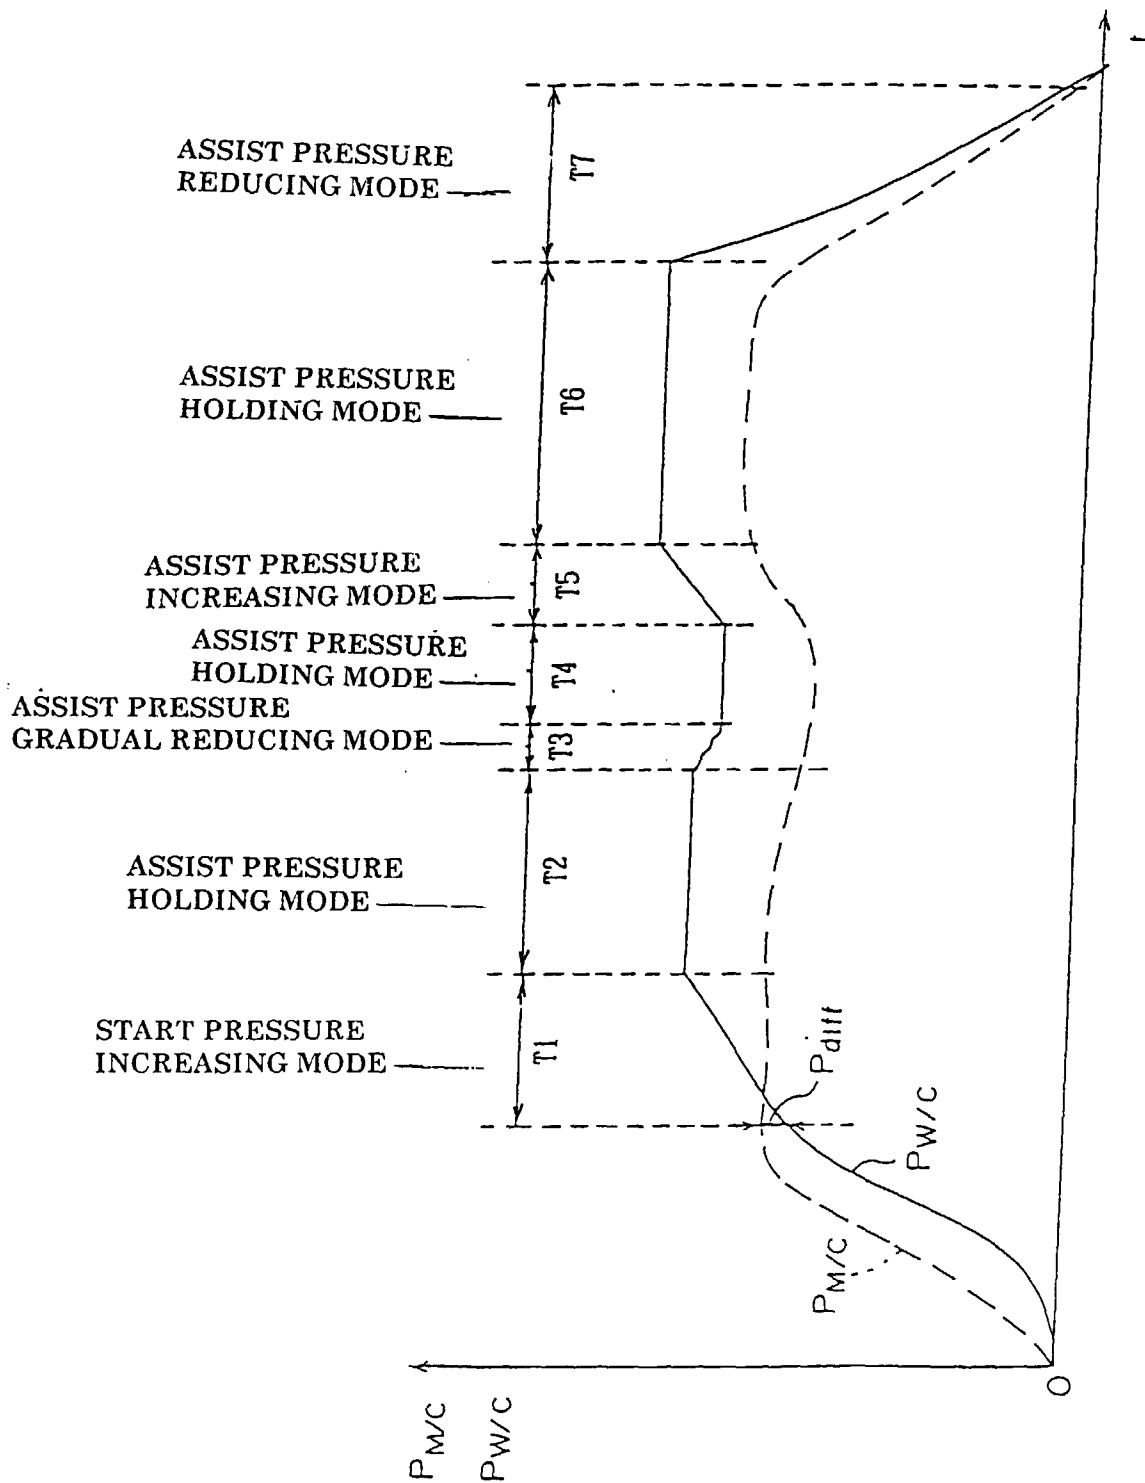 ASSIST PRESSURE
REDUCING MODE
T7
ASSIST PRESSURE
HOLDING MODE
T6
ASSIST PRESSURE
INCREASING MODE
T5
ASSIST PRESSURE
HOLDING MODE
T4
ASSIST PRESSURE
GRADUAL REDUCING MODE
T3
ASSIST PRESSURE
HOLDING MODE
T2
START PRESSURE
INCREASING MODE
T1
Pdiff
PW/C
PM/C
PM/C
PW/C
0
t